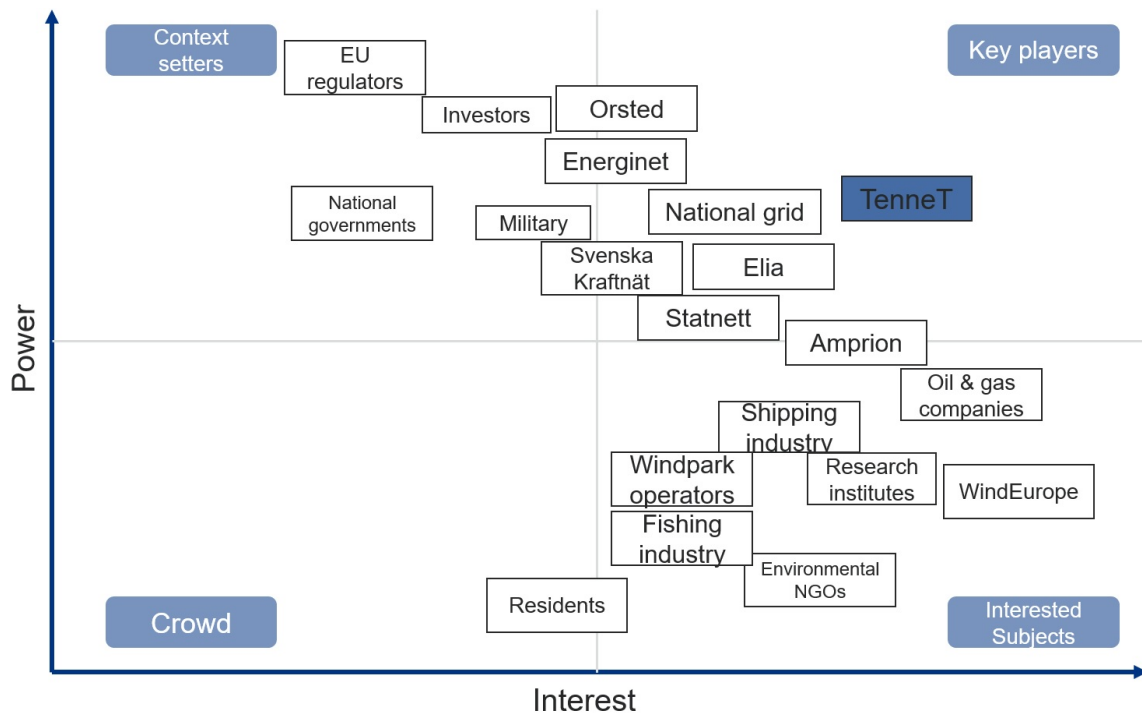 Context
setters
EU
regulators
Key players
Investors
Orsted
Energinet
National
governments
Military
National grid
TenneT
Svenska
Kraftnät
Elia
Statnett
Amprion
Power
Oil & gas
companies
Shipping
industry
Windpark
operators
Research
institutes
WindEurope
Fishing
industry
Environmental
NGOs
Residents
Crowd
Interested
Subjects
Interest